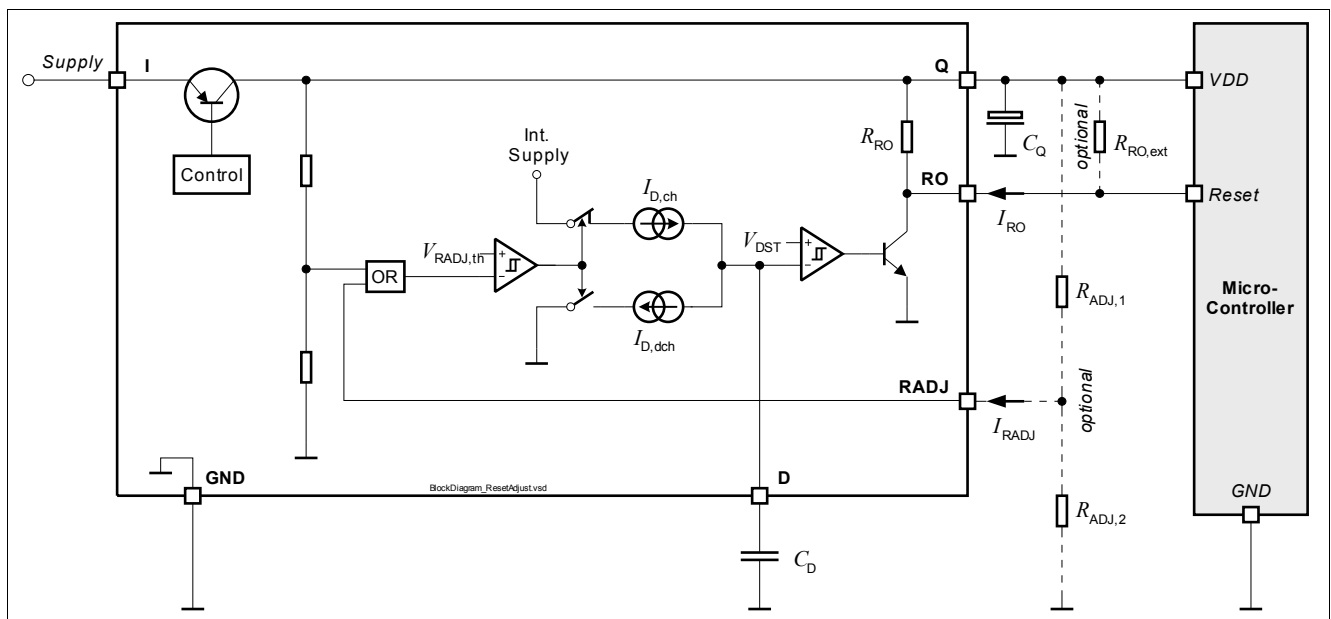 Supply
I
Q
VDD
Int.
Supply
Control
R_RO
C_Q
optional
R_RO,ext
RO
Reset
I_D,ch
I_RO
V_RADJ,th
+
−
OR
V_DST
+
−
I_D,dch
R_ADJ,1
Micro-
Controller
RADJ
I_RADJ
optional
GND
BlockDiagram_ResetAdjust.vsd
D
R_ADJ,2
GND
C_D